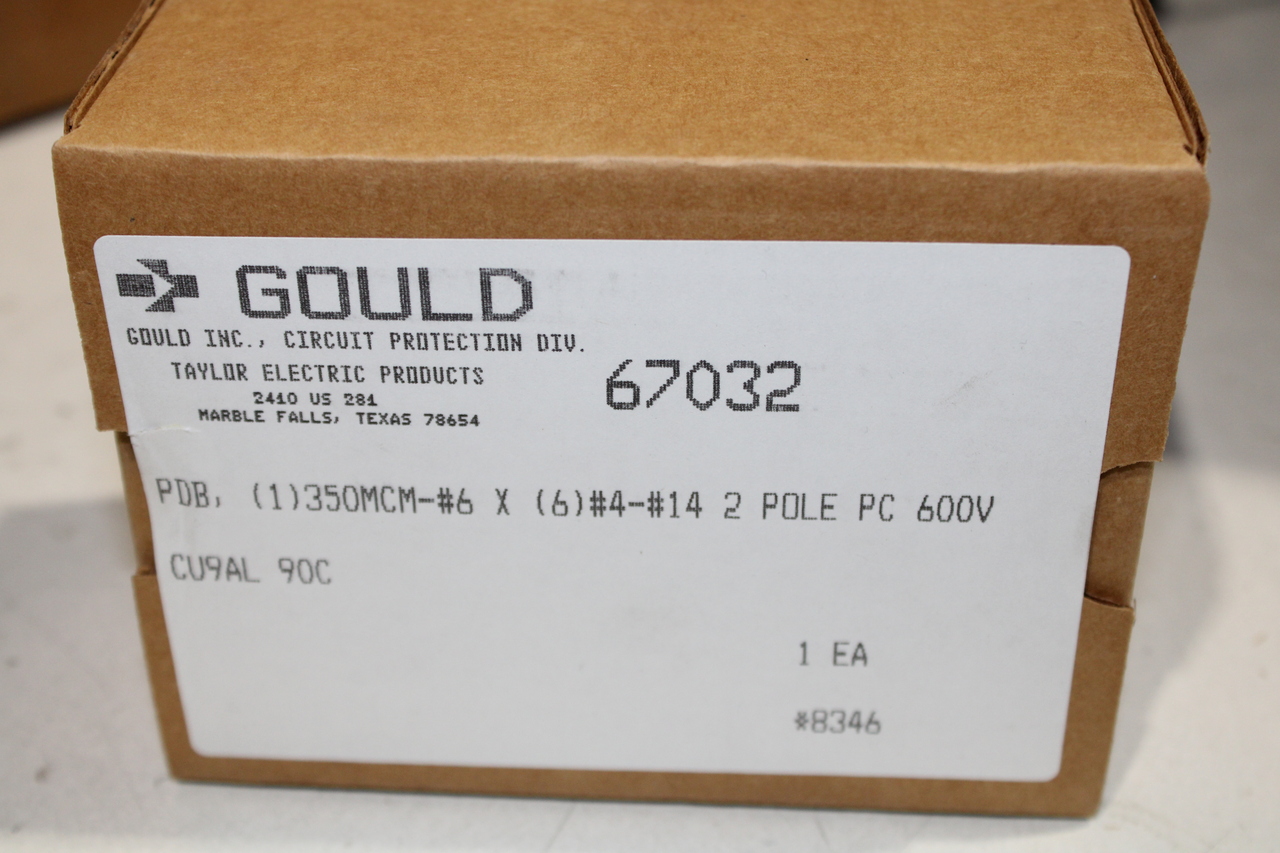 GOULD
GOULD INC., CIRCUIT PROTECTION DIV.
TAYLOR ELECTRIC PRODUCTS
2410 US 281
MARBLE FALLS, TEXAS 78654
67032
PDB, (1)350MCM-#6 X (6)#4-#14 2 POLE PC 600V
CU9AL 90C
1 EA
*8346